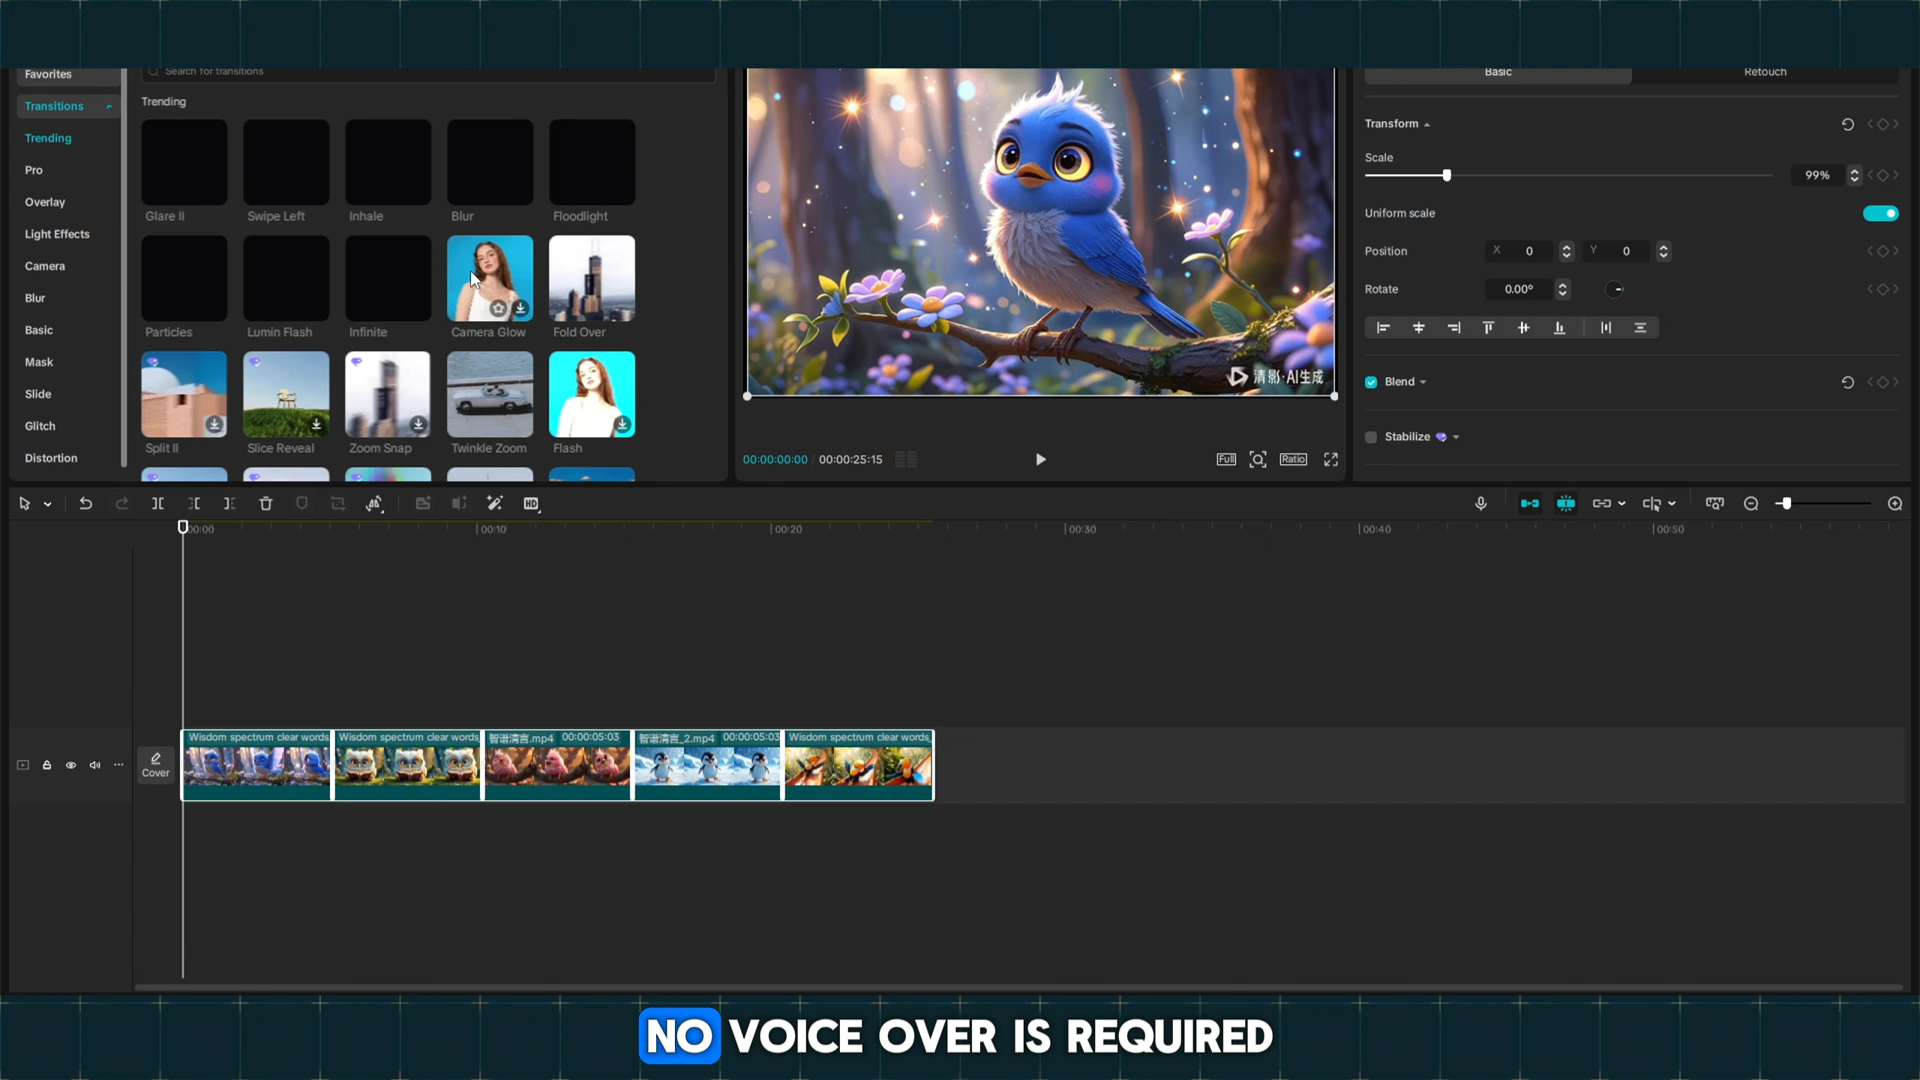 Favorites
Search for transitions
Basic
Retouch
Transitions
Trending
Trending
Pro
Overlay
Light Effects
Camera
Blur
Basic
Mask
Slide
Glitch
Distortion
Glare II
Swipe Left
Inhale
Blur
Floodlight
Particles
Lumin Flash
Infinite
Camera Glow
Fold Over
Split II
Slice Reveal
Zoom Snap
Twinkle Zoom
Flash
清影·AI生成
00:00:00:00 / 00:00:25:15
Full
Ratio
Transform
Scale
99%
Uniform scale
Position
X 0
Y 0
Rotate
0.00°
Blend
Stabilize
HD
00:00
00:10
00:20
00:30
00:40
00:50
Cover
Wisdom spectrum clear words
Wisdom spectrum clear words
智谱清言.mp4 00:00:05:03
智谱清言_2.mp4 00:00:05:03
Wisdom spectrum clear words_
NO VOICE OVER IS REQUIRED